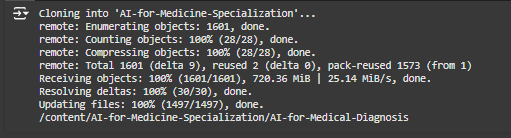 Cloning into 'AI-for-Medicine-Specialization'...
remote: Enumerating objects: 1601, done.
remote: Counting objects: 100% (28/28), done.
remote: Compressing objects: 100% (28/28), done.
remote: Total 1601 (delta 9), reused 2 (delta 0), pack-reused 1573 (from 1)
Receiving objects: 100% (1601/1601), 720.36 MiB | 25.14 MiB/s, done.
Resolving deltas: 100% (30/30), done.
Updating files: 100% (1497/1497), done.
/content/AI-for-Medicine-Specialization/AI-for-Medical-Diagnosis